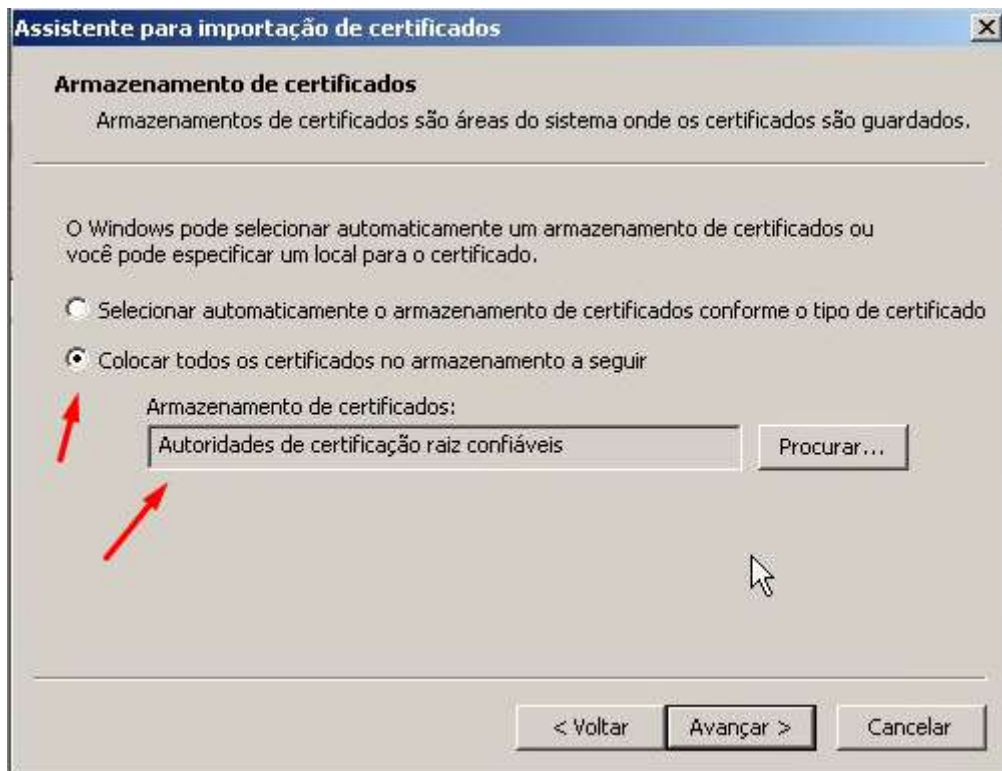 Assistente para importação de certificados
Armazenamento de certificados
Armazenamentos de certificados são áreas do sistema onde os certificados são guardados.
O Windows pode selecionar automaticamente um armazenamento de certificados ou
você pode especificar um local para o certificado.
Selecionar automaticamente o armazenamento de certificados conforme o tipo de certificado
Colocar todos os certificados no armazenamento a seguir
Armazenamento de certificados:
Autoridades de certificação raiz confiáveis
Procurar...
< Voltar
Avançar >
Cancelar